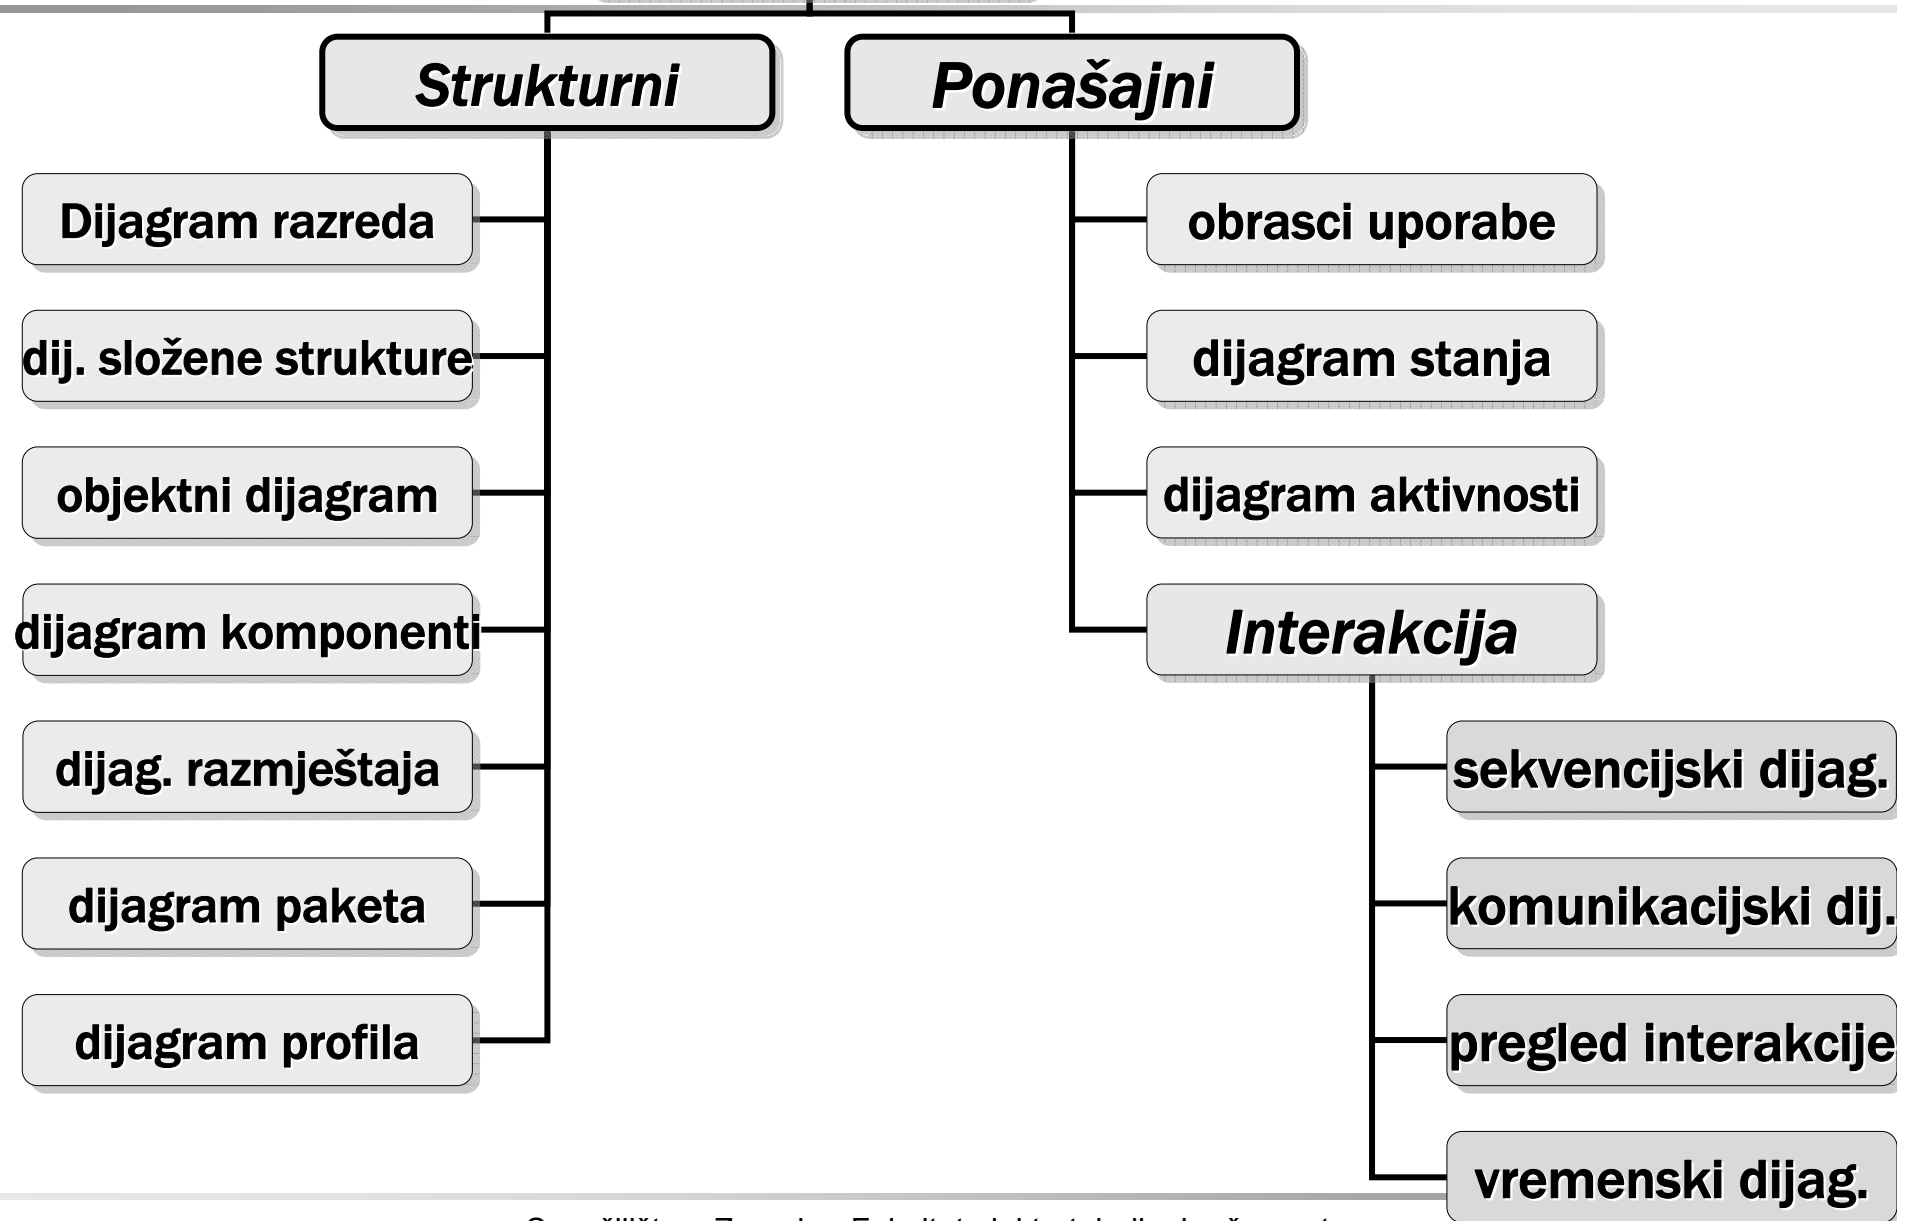 Strukturni
Ponašajni
Dijagram razreda
dij. složene strukture
objektni dijagram
dijagram komponenti
dijag. razmještaja
dijagram paketa
dijagram profila
obrasci uporabe
dijagram stanja
dijagram aktivnosti
Interakcija
sekvencijski dijag.
komunikacijski dij.
pregled interakcije
vremenski dijag.